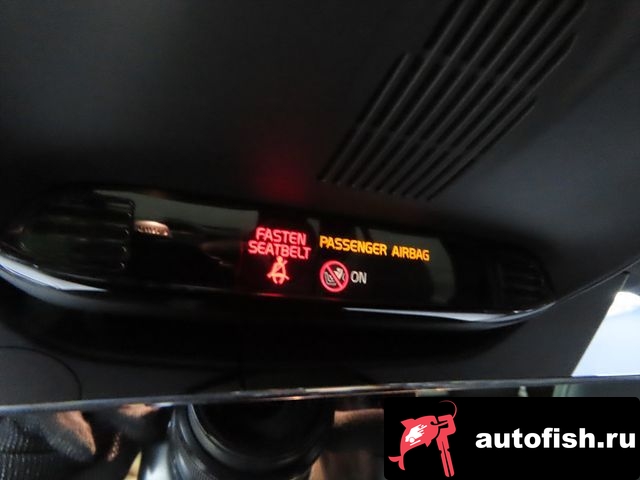 FASTEN
SEATBELT
PASSENGER AIRBAG
ON
autofish.ru